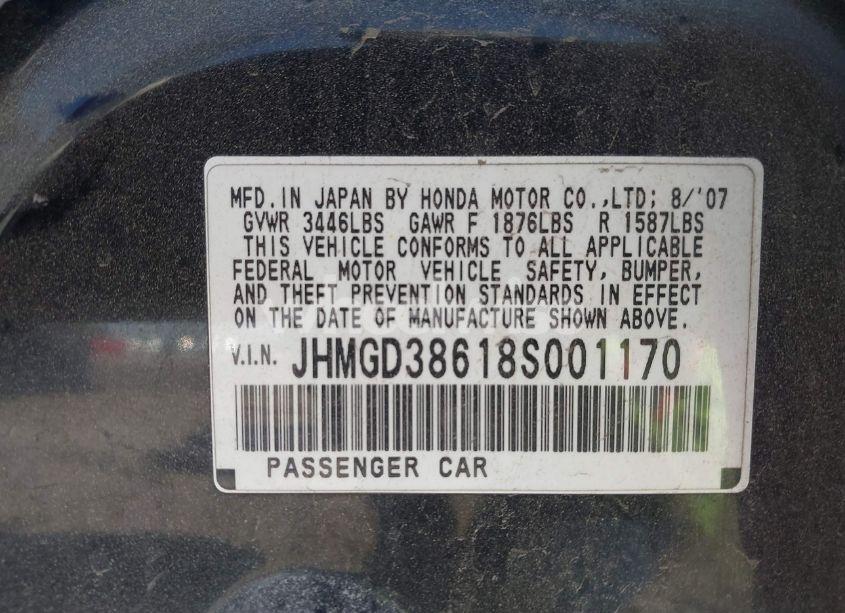 MFD.IN JAPAN BY HONDA MOTOR CO.,LTD; 8/'07
GVWR 3446LBS GAWR F 1876LBS R 1587LBS
THIS VEHICLE CONFORMS TO ALL APPLICABLE
FEDERAL MOTOR VEHICLE SAFETY, BUMPER,
AND THEFT PREVENTION STANDARDS IN EFFECT
ON THE DATE OF MANUFACTURE SHOWN ABOVE.
V.I.N. JHMGD38618S001170
PASSENGER CAR